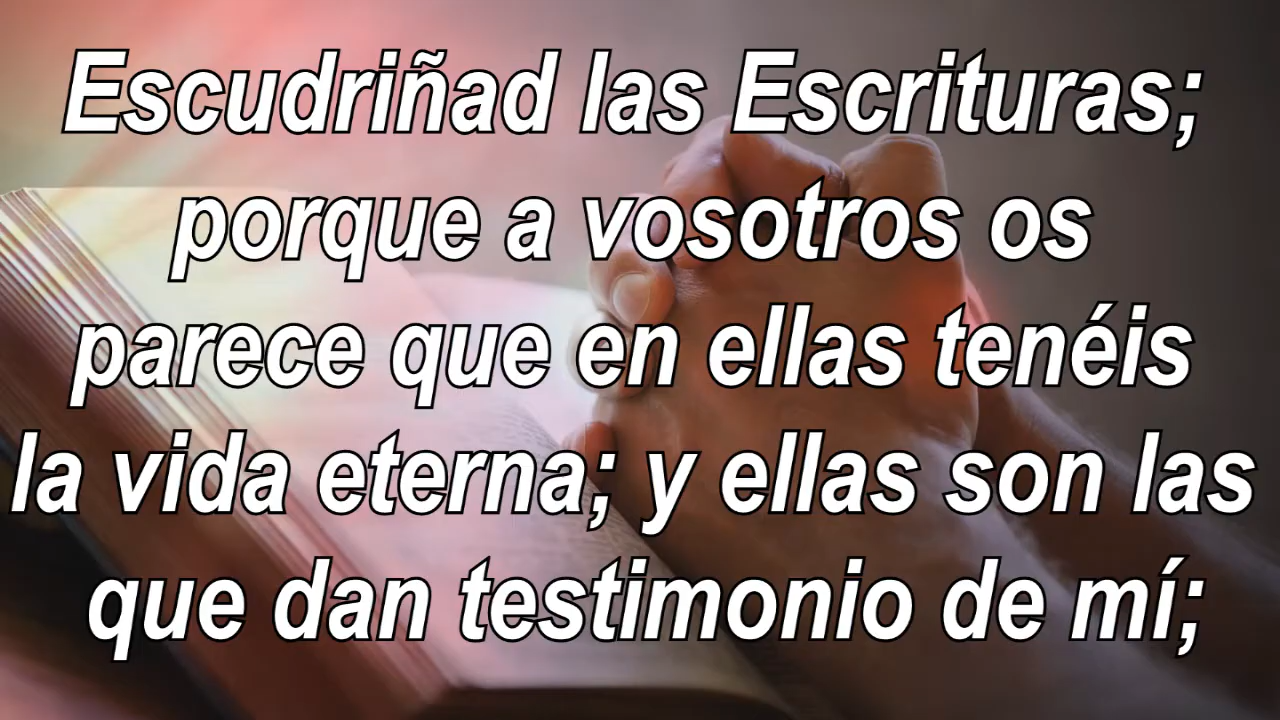 Escudriñad las Escrituras;
porque a vosotros os
parece que en ellas tenéis
la vida eterna; y ellas son las
que dan testimonio de mí;